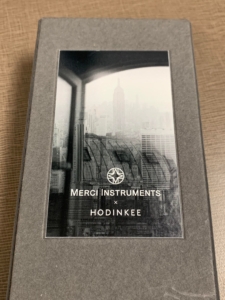 MERCI INSTRUMENTS
×
HODINKEE